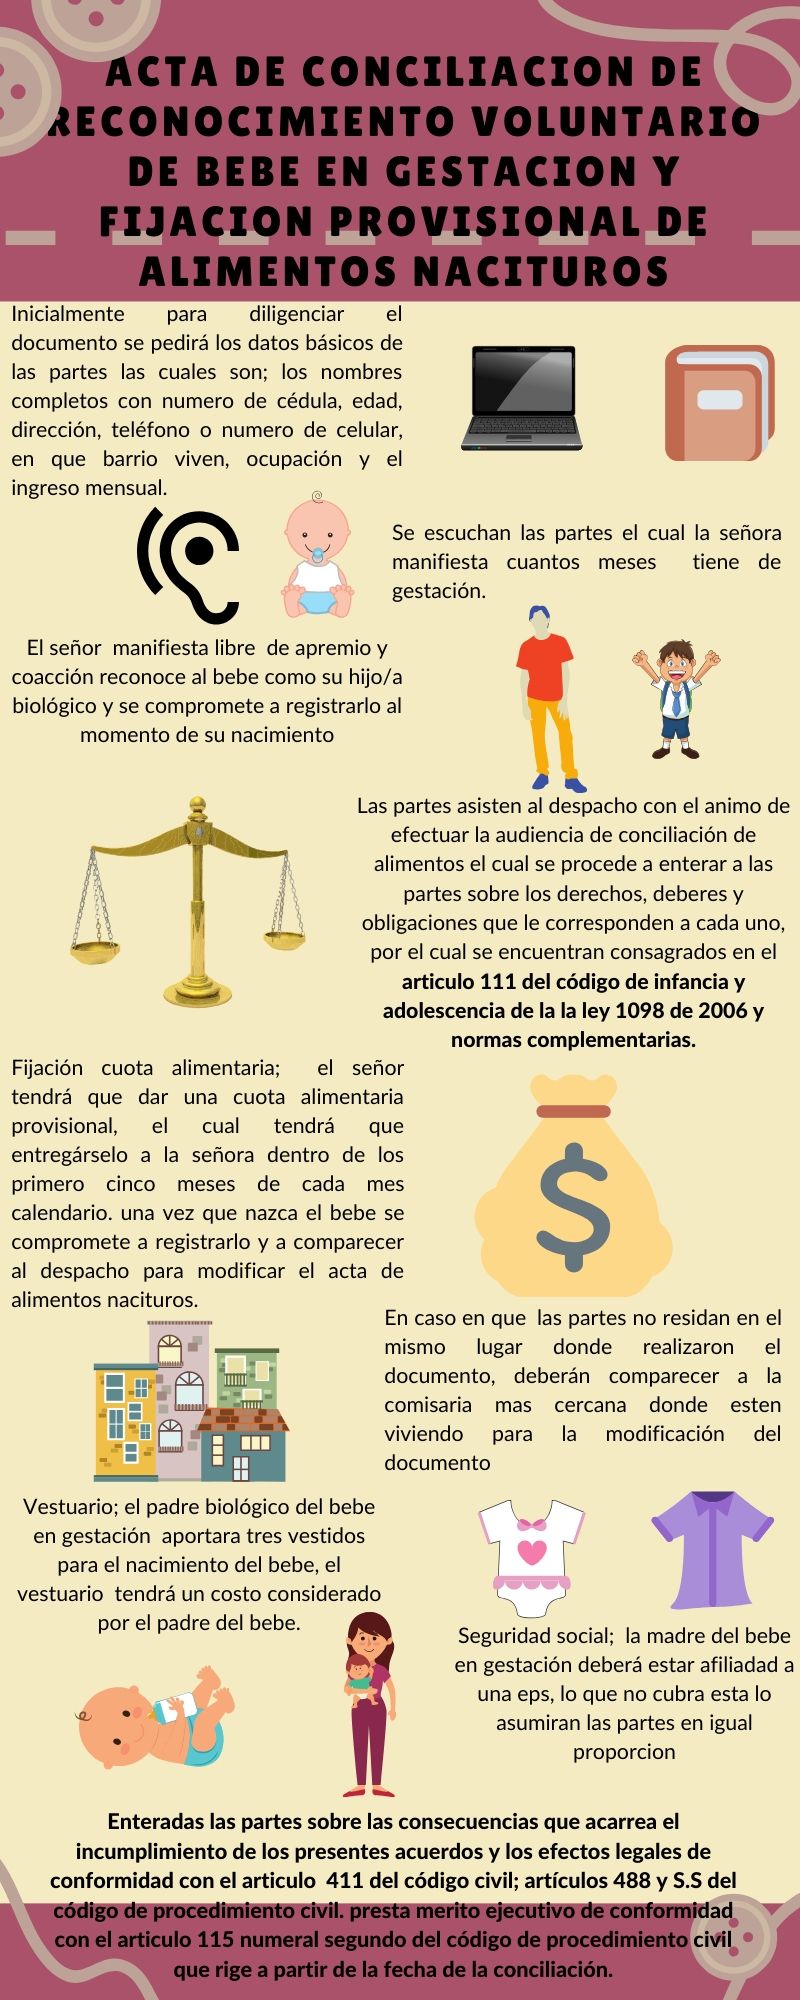 ACTA DE CONCILIACION DE
RECONOCIMIENTO VOLUNTARIO
DE BEBE EN GESTACION Y
FIJACION PROVISIONAL DE
ALIMENTOS NACITUROS
Inicialmente para diligenciar el
documento se pedirá los datos básicos de
las partes las cuales son; los nombres
completos con numero de cédula, edad,
dirección, teléfono o numero de celular,
en que barrio viven, ocupación y el
ingreso mensual.
Se escuchan las partes el cual la señora
manifiesta cuantos meses tiene de
gestación.
El señor manifiesta libre de apremio y
coacción reconoce al bebe como su hijo/a
biológico y se compromete a registrarlo al
momento de su nacimiento
Las partes asisten al despacho con el animo de
efectuar la audiencia de conciliación de
alimentos el cual se procede a enterar a las
partes sobre los derechos, deberes y
obligaciones que le corresponden a cada uno,
por el cual se encuentran consagrados en el
articulo 111 del código de infancia y
adolescencia de la la ley 1098 de 2006 y
normas complementarias.
Fijación cuota alimentaria; el señor
tendrá que dar una cuota alimentaria
provisional, el cual tendrá que
entregárselo a la señora dentro de los
primero cinco meses de cada mes
calendario. una vez que nazca el bebe se
compromete a registrarlo y a comparecer
al despacho para modificar el acta de
alimentos nacituros.
$
En caso en que las partes no residan en el
mismo lugar donde realizaron el
documento, deberán comparecer a la
comisaria mas cercana donde esten
viviendo para la modificación del
documento
Vestuario; el padre biológico del bebe
en gestación aportara tres vestidos
para el nacimiento del bebe, el
vestuario tendrá un costo considerado
por el padre del bebe.
Seguridad social; la madre del bebe
en gestación deberá estar afiliadad a
una eps, lo que no cubra esta lo
asumiran las partes en igual
proporcion
Enteradas las partes sobre las consecuencias que acarrea el
incumplimiento de los presentes acuerdos y los efectos legales de
conformidad con el articulo 411 del código civil; artículos 488 y S.S del
código de procedimiento civil. presta merito ejecutivo de conformidad
con el articulo 115 numeral segundo del código de procedimiento civil
que rige a partir de la fecha de la conciliación.